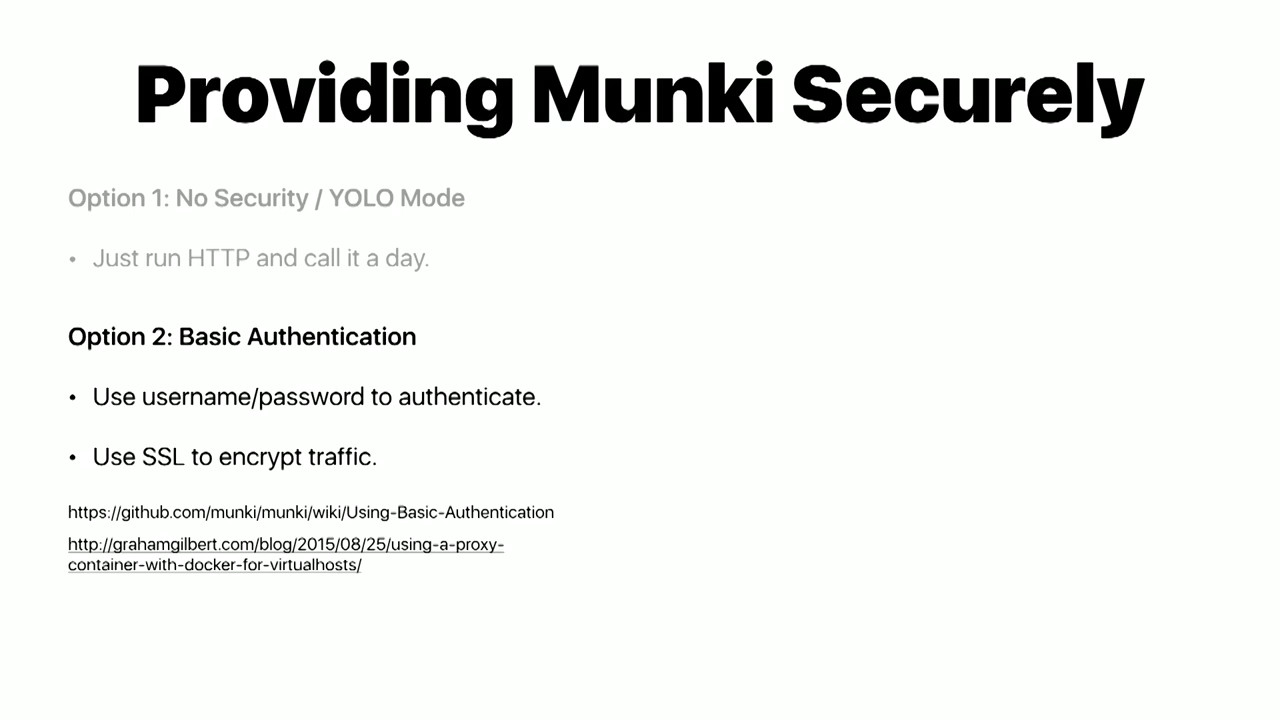 Providing Munki Securely
Option 1: No Security / YOLO Mode
• Just run HTTP and call it a day.
Option 2: Basic Authentication
• Use username/password to authenticate.
• Use SSL to encrypt traffic.
https://github.com/munki/munki/wiki/Using-Basic-Authentication
http://grahamgilbert.com/blog/2015/08/25/using-a-proxy-
container-with-docker-for-virtualhosts/